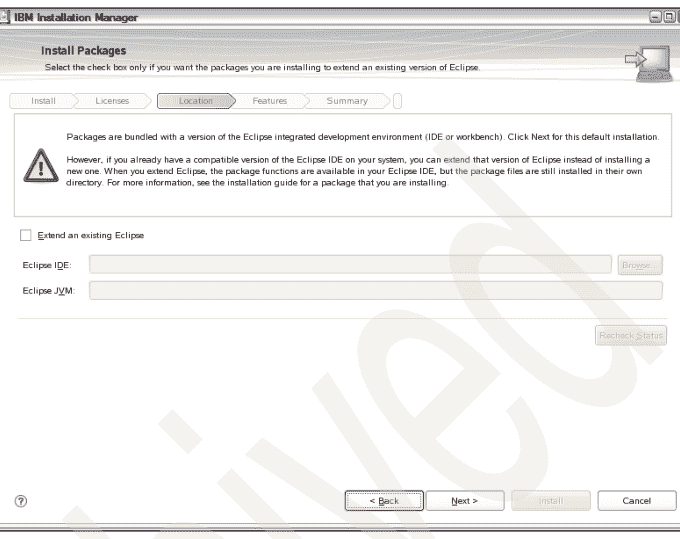 IBM Installation Manager
Install Packages
Select the check box only if you want the packages you are installing to extend an existing version of Eclipse.
Install Licenses Location Features Summary
Packages are bundled with a version of the Eclipse integrated development environment (IDE or workbench). Click Next for this default installation.
However, if you already have a compatible version of the Eclipse IDE on your system, you can extend that version of Eclipse instead of installing a
new one. When you extend Eclipse, the package functions are available in your Eclipse IDE, but the package files are still installed in their own
directory. For more information, see the installation guide for a package that you are installing.
Extend an existing Eclipse
Eclipse IDE: Browse...
Eclipse JVM:
Recheck Status
? < Back Next > Install Cancel